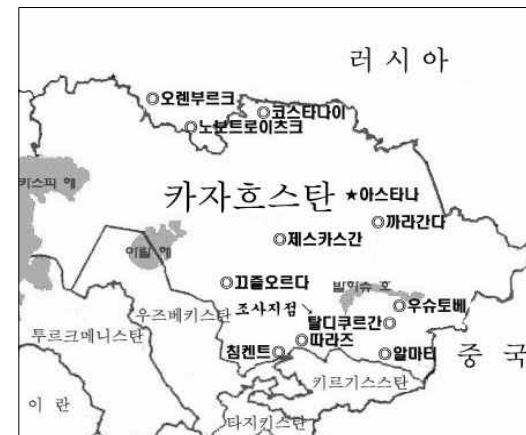 러시아
오렌부르크
코스타나이
노보트로이츠크
카스피 해
카자흐스탄
★아스타나
까라간다
제스카스간
아랄 해
끄즐오르다
발하슈 호
우슈토베
조사지점
우즈베키스탄
탈디쿠르간
투르크메니스탄
따라즈
침켄트
알마티
중국
키르기스스탄
이란
타지키스탄